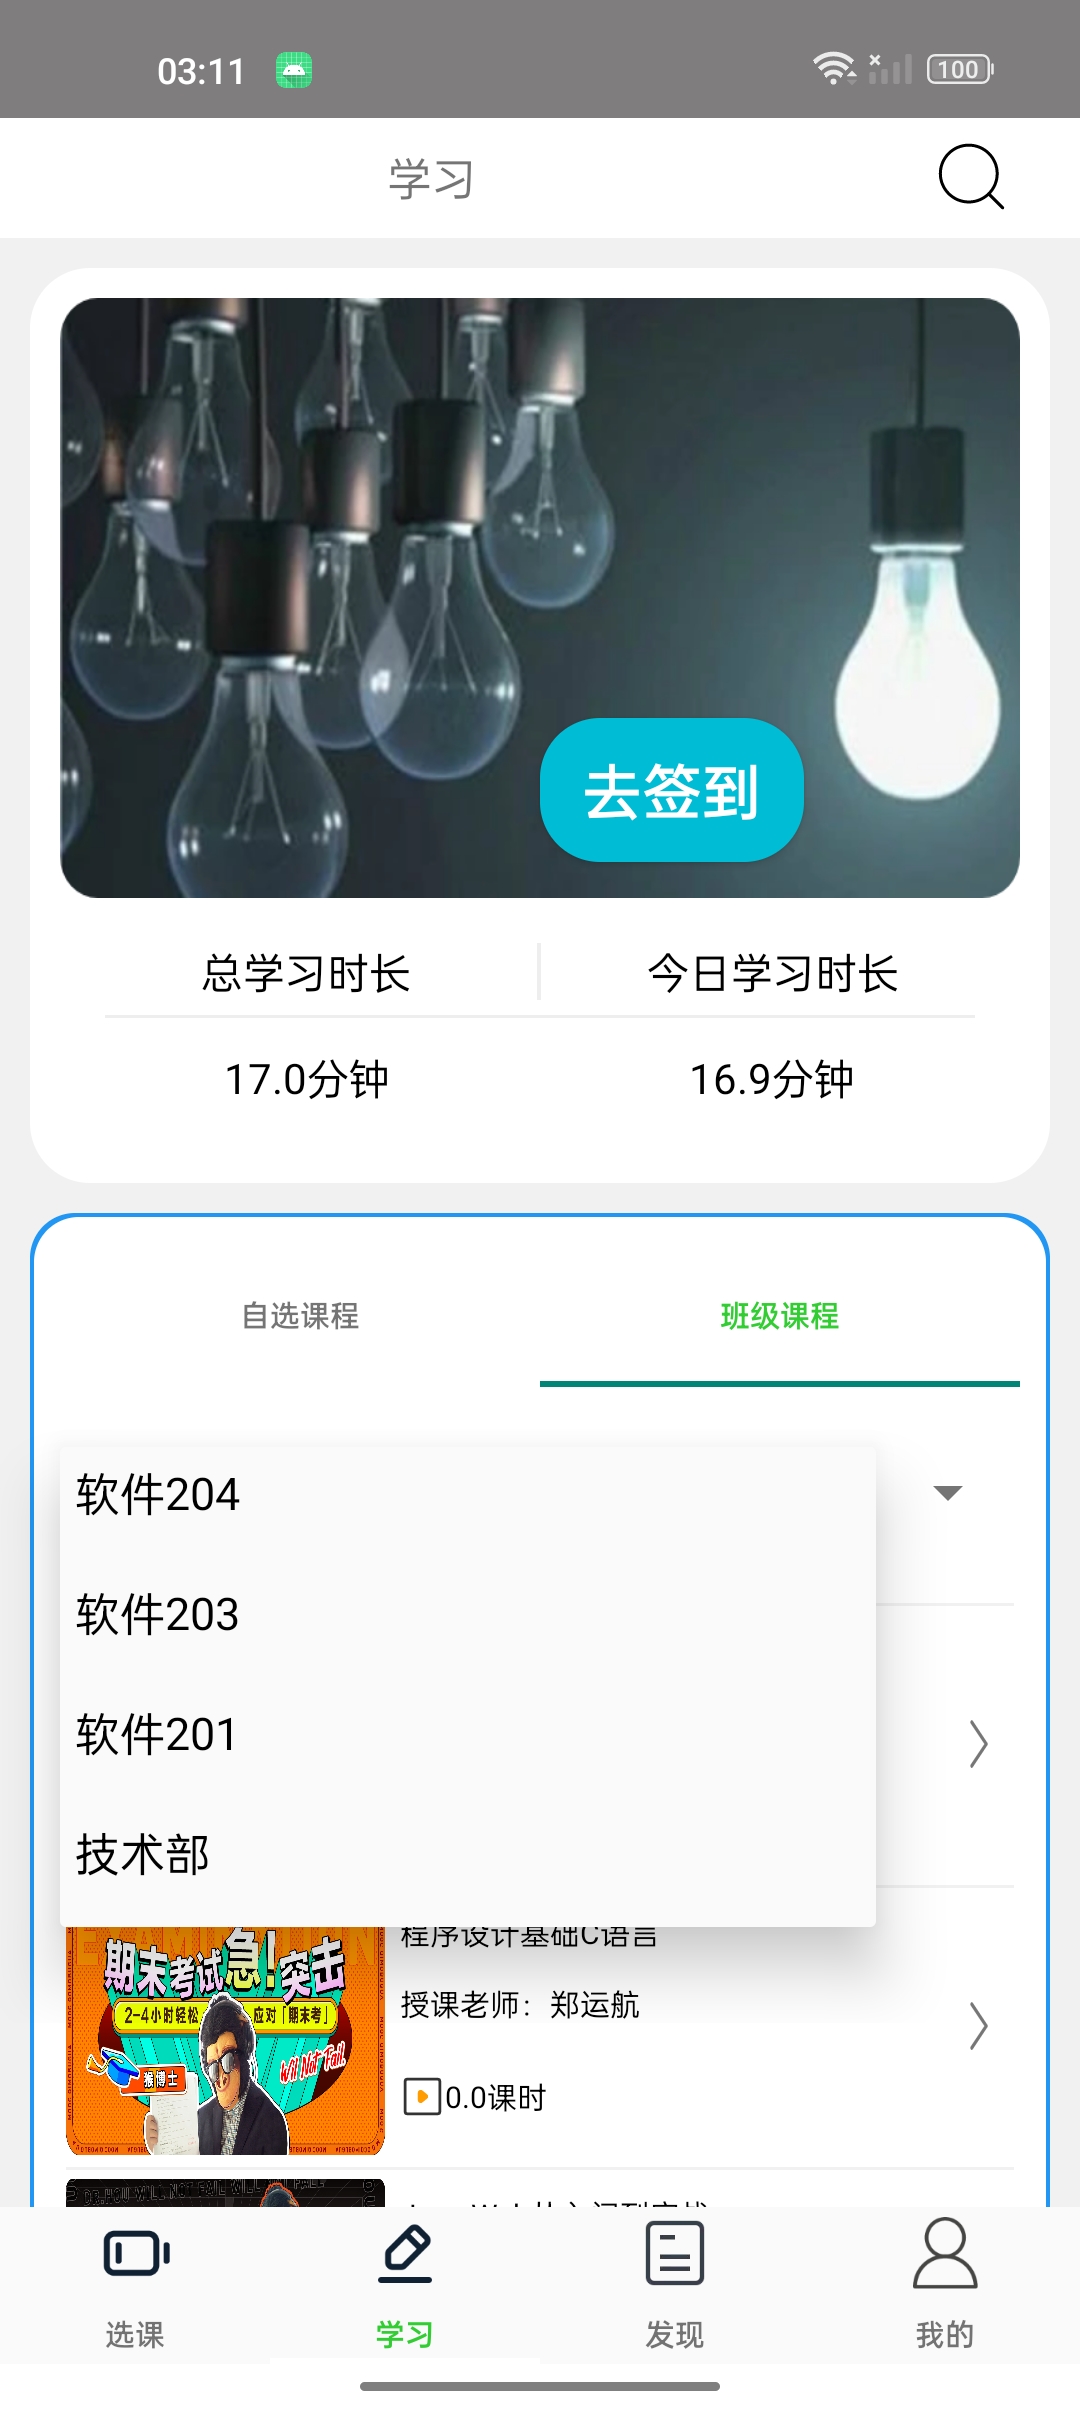 03:11
100
学习
去签到
总学习时长
今日学习时长
17.0分钟
16.9分钟
自选课程
班级课程
软件204
软件203
软件201
技术部
程序设计基础C语言
期末考试急!突击
2-4小时轻松
应对「期末考」
猴博士
Will Not Fail.
授课老师：郑运航
0.0课时
选课
学习
发现
我的